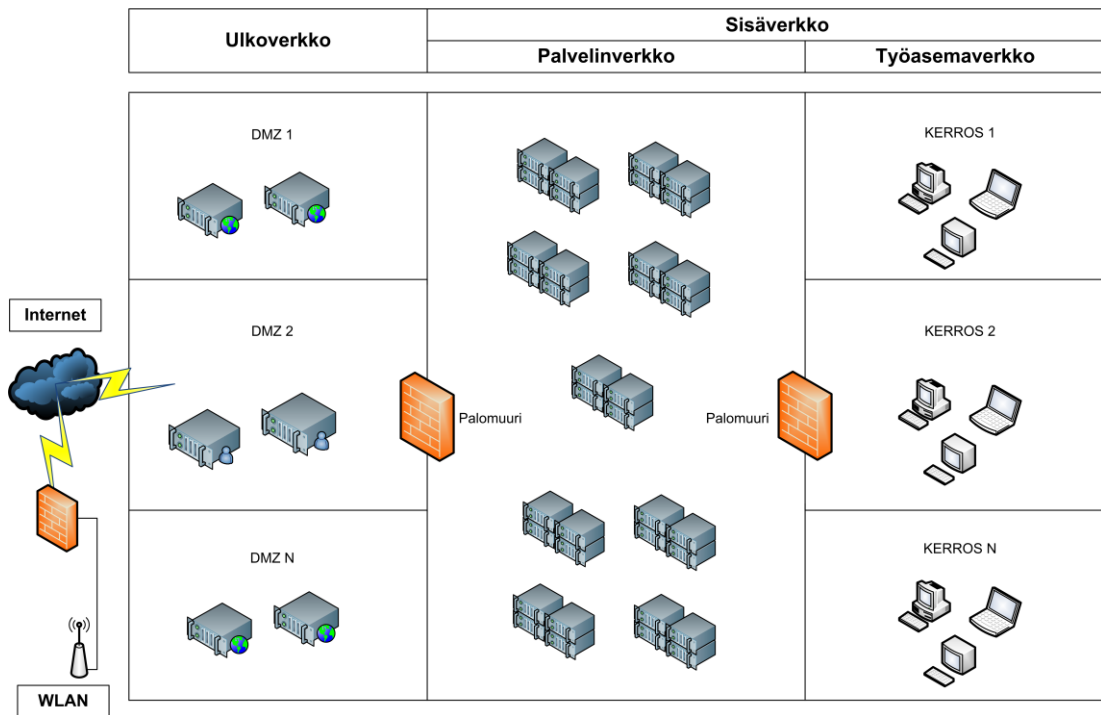 Ulkoverkko
Sisäverkko
Palvelinverkko
Työasemaverkko
DMZ 1
KERROS 1
Internet
DMZ 2
KERROS 2
Palomuuri
Palomuuri
DMZ N
KERROS N
WLAN